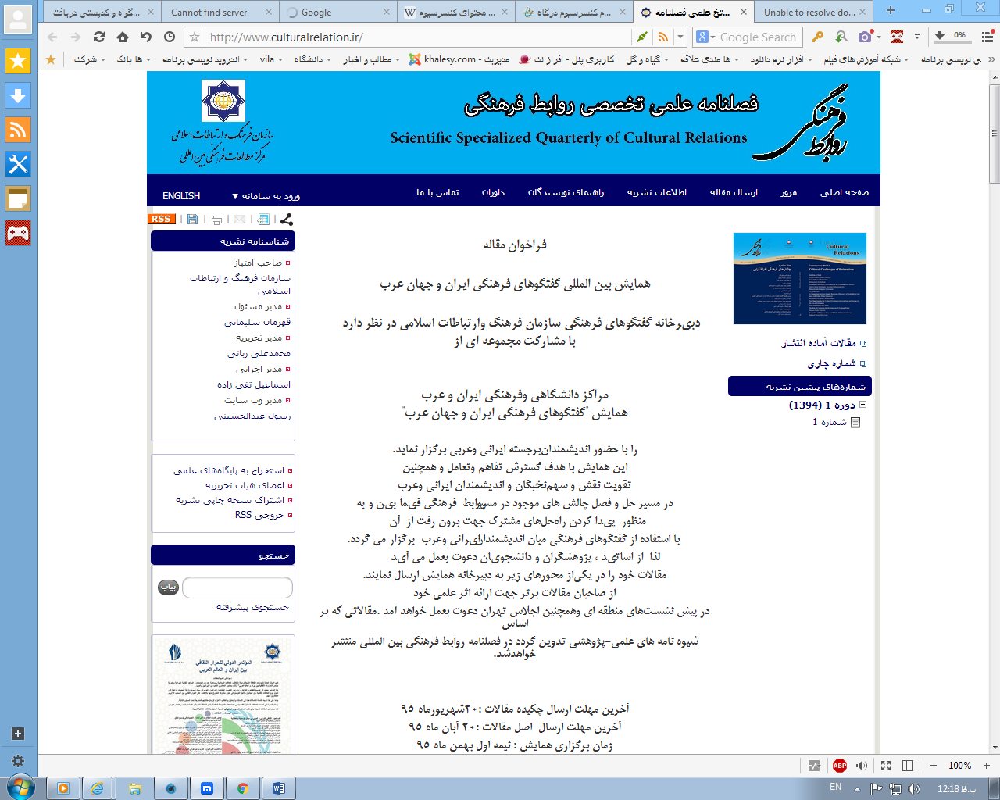 گواه و کدیستی دریافت
Cannot find server
Google
محتوای کنسرسیوم ...
م کنسرسیوم درگاه ...
تخ علمی فصلنامه...
Unable to resolve do...
http://www.culturalrelation.ir/
Google Search
0%
شرکت
ها بانک
اندروید نویسی برنامه
vila
دانشگاه
مطالب و اخبار
khalesy.com - مدیریت
کاربری پنل - افراز نت
گیاه و گل
ها مندی علاقه
افزار نرم دانلود
شبکه آموزش های فیلم
ی نویسی برنامه
فصلنامه علمی تخصصی روابط فرهنگی
Scientific Specialized Quarterly of Cultural Relations
روابط فرهنگی
سازمان فرهنگ و ارتباطات اسلامی
مرکز مطالعات فرهنگی بین المللی
صفحه اصلی
مرور
ارسال مقاله
اطلاعات نشریه
راهنمای نویسندگان
داوران
تماس با ما
ورود به سامانه ▼
ENGLISH
RSS
Cultural
Relations
مقالات آماده انتشار
شماره جاری
شماره‌های پیشین نشریه
دوره 1 (1394)
شماره 1
فراخوان مقاله
همایش بین المللی گفتگوهای فرهنگی ایران و جهان عرب
دبیرخانه گفتگوهای فرهنگی سازمان فرهنگ وارتباطات اسلامی در نظر دارد
با مشارکت مجموعه ای از
مراکز دانشگاهی وفرهنگی ایران و عرب
همایش "گفتگوهای فرهنگی ایران و جهان عرب"
را با حضور اندیشمندان‌برجسته ایرانی وعربی برگزار نماید.
این همایش با هدف گسترش تفاهم وتعامل و همچنین
تقویت نقش و سهم‌نخبگان و اندیشمندان ایرانی وعرب
در مسیر حل و فصل چالش های موجود در مسیر‌روابط فرهنگی فی‌ما بین و به
منظور پیدا کردن راه‌حل‌های مشترک جهت برون رفت از آن
با استفاده از گفتگوهای فرهنگی میان اندیشمندان‌ایرانی وعرب برگزار می گردد.
لذا از اساتید ، پژوهشگران و دانشجویان دعوت بعمل می آید
مقالات خود را در یکی‌از محورهای زیر به دبیرخانه همایش ارسال نمایند.
از صاحبان مقالات برتر جهت ارائه اثر علمی خود
در پیش نشست‌های منطقه ای وهمچنین اجلاس تهران دعوت بعمل خواهد آمد .مقالاتی که بر
اساس
شیوه نامه های علمی-پژوهشی تدوین گردد در فصلنامه روابط فرهنگی بین المللی منتشر
خواهدشد.
آخرین مهلت ارسال چکیده مقالات :۲۰شهریورماه ۹۵
آخرین مهلت ارسال اصل مقالات :۲۰ آبان ماه ۹۵
زمان برگزاری همایش : نیمه اول بهمن ماه ۹۵
شناسنامه نشریه
صاحب امتیاز
سازمان فرهنگ و ارتباطات
اسلامی
مدیر مسئول
قهرمان سلیمانی
مدیر تحریریه
محمدعلی ربانی
مدیر اجرایی
اسماعیل تقی زاده
مدیر وب سایت
رسول عبدالحسینی
استخراج به پایگاه‌های علمی
اعضای هیات تحریریه
اشتراک نسخه چاپی نشریه
خروجی RSS
جستجو
بیاب
جستجوی پیشرفته
المؤتمر الدولي للحوار الثقافي
بين إيران و العالم العربي
ABP
100%
EN
12:18 ب.ظ